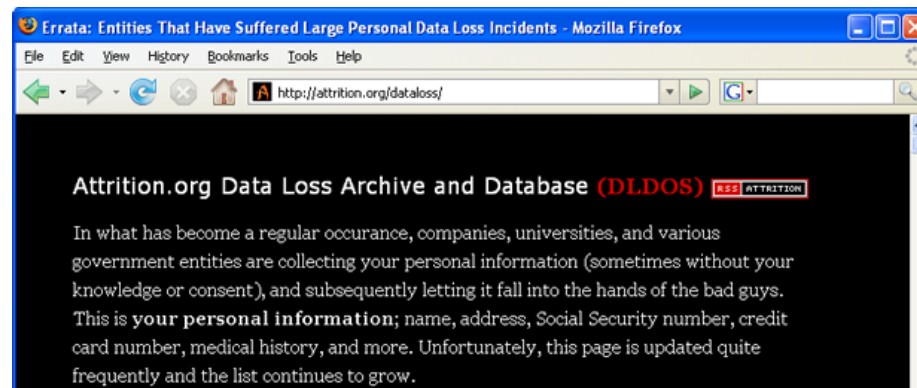 Errata: Entities That Have Suffered Large Personal Data Loss Incidents - Mozilla Firefox
File Edit View History Bookmarks Tools Help
http://attrition.org/dataloss/ G
Attrition.org Data Loss Archive and Database (DLDOS) RSS ATTRITION
In what has become a regular occurance, companies, universities, and various
government entities are collecting your personal information (sometimes without your
knowledge or consent), and subsequently letting it fall into the hands of the bad guys.
This is your personal information; name, address, Social Security number, credit
card number, medical history, and more. Unfortunately, this page is updated quite
frequently and the list continues to grow.